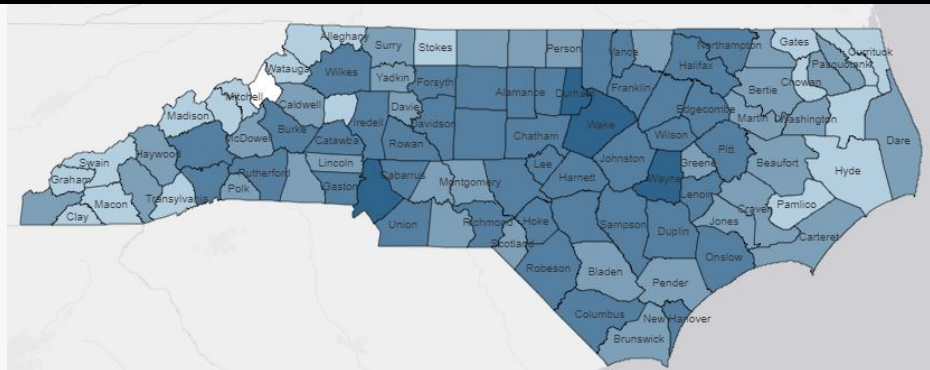 Alleghany
Surry
Stokes
Person
Vance
Northampton
Gates
Currituck
Watauga
Wilkes
Yadkin
Forsyth
Alamance
Durham
Franklin
Halifax
Bertie
Chowan
Pasquotank
Mitchell
Madison
Caldwell
Davie
Davidson
Iredell
Edgecombe
Martin
Washington
Swain
Haywood
McDowell
Burke
Catawba
Rowan
Chatham
Wake
Wilson
Pitt
Dare
Graham
Macon
Clay
Transylvania
Rutherford
Polk
Lincoln
Gaston
Cabarrus
Montgomery
Lee
Harnett
Johnston
Wayne
Greene
Lenoir
Beaufort
Hyde
Union
Richmond
Scotland
Hoke
Sampson
Duplin
Jones
Craven
Pamlico
Carteret
Robeson
Bladen
Pender
Onslow
Columbus
New Hanover
Brunswick